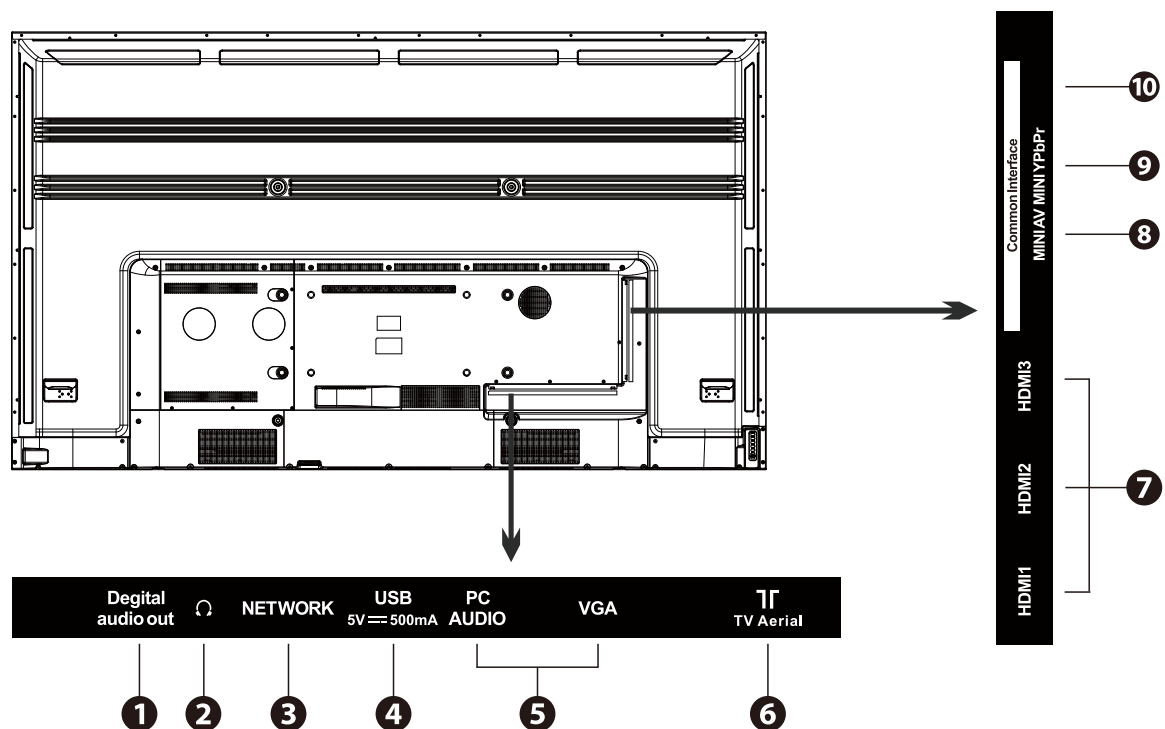 10
Common Interface
MINI AV MINI YPbPr
9
8
HDMI3
HDMI2
HDMI1
7
Degital
audio out
NETWORK
USB
5V 500mA
PC
AUDIO
VGA
TV Aerial
1
2
3
4
5
6